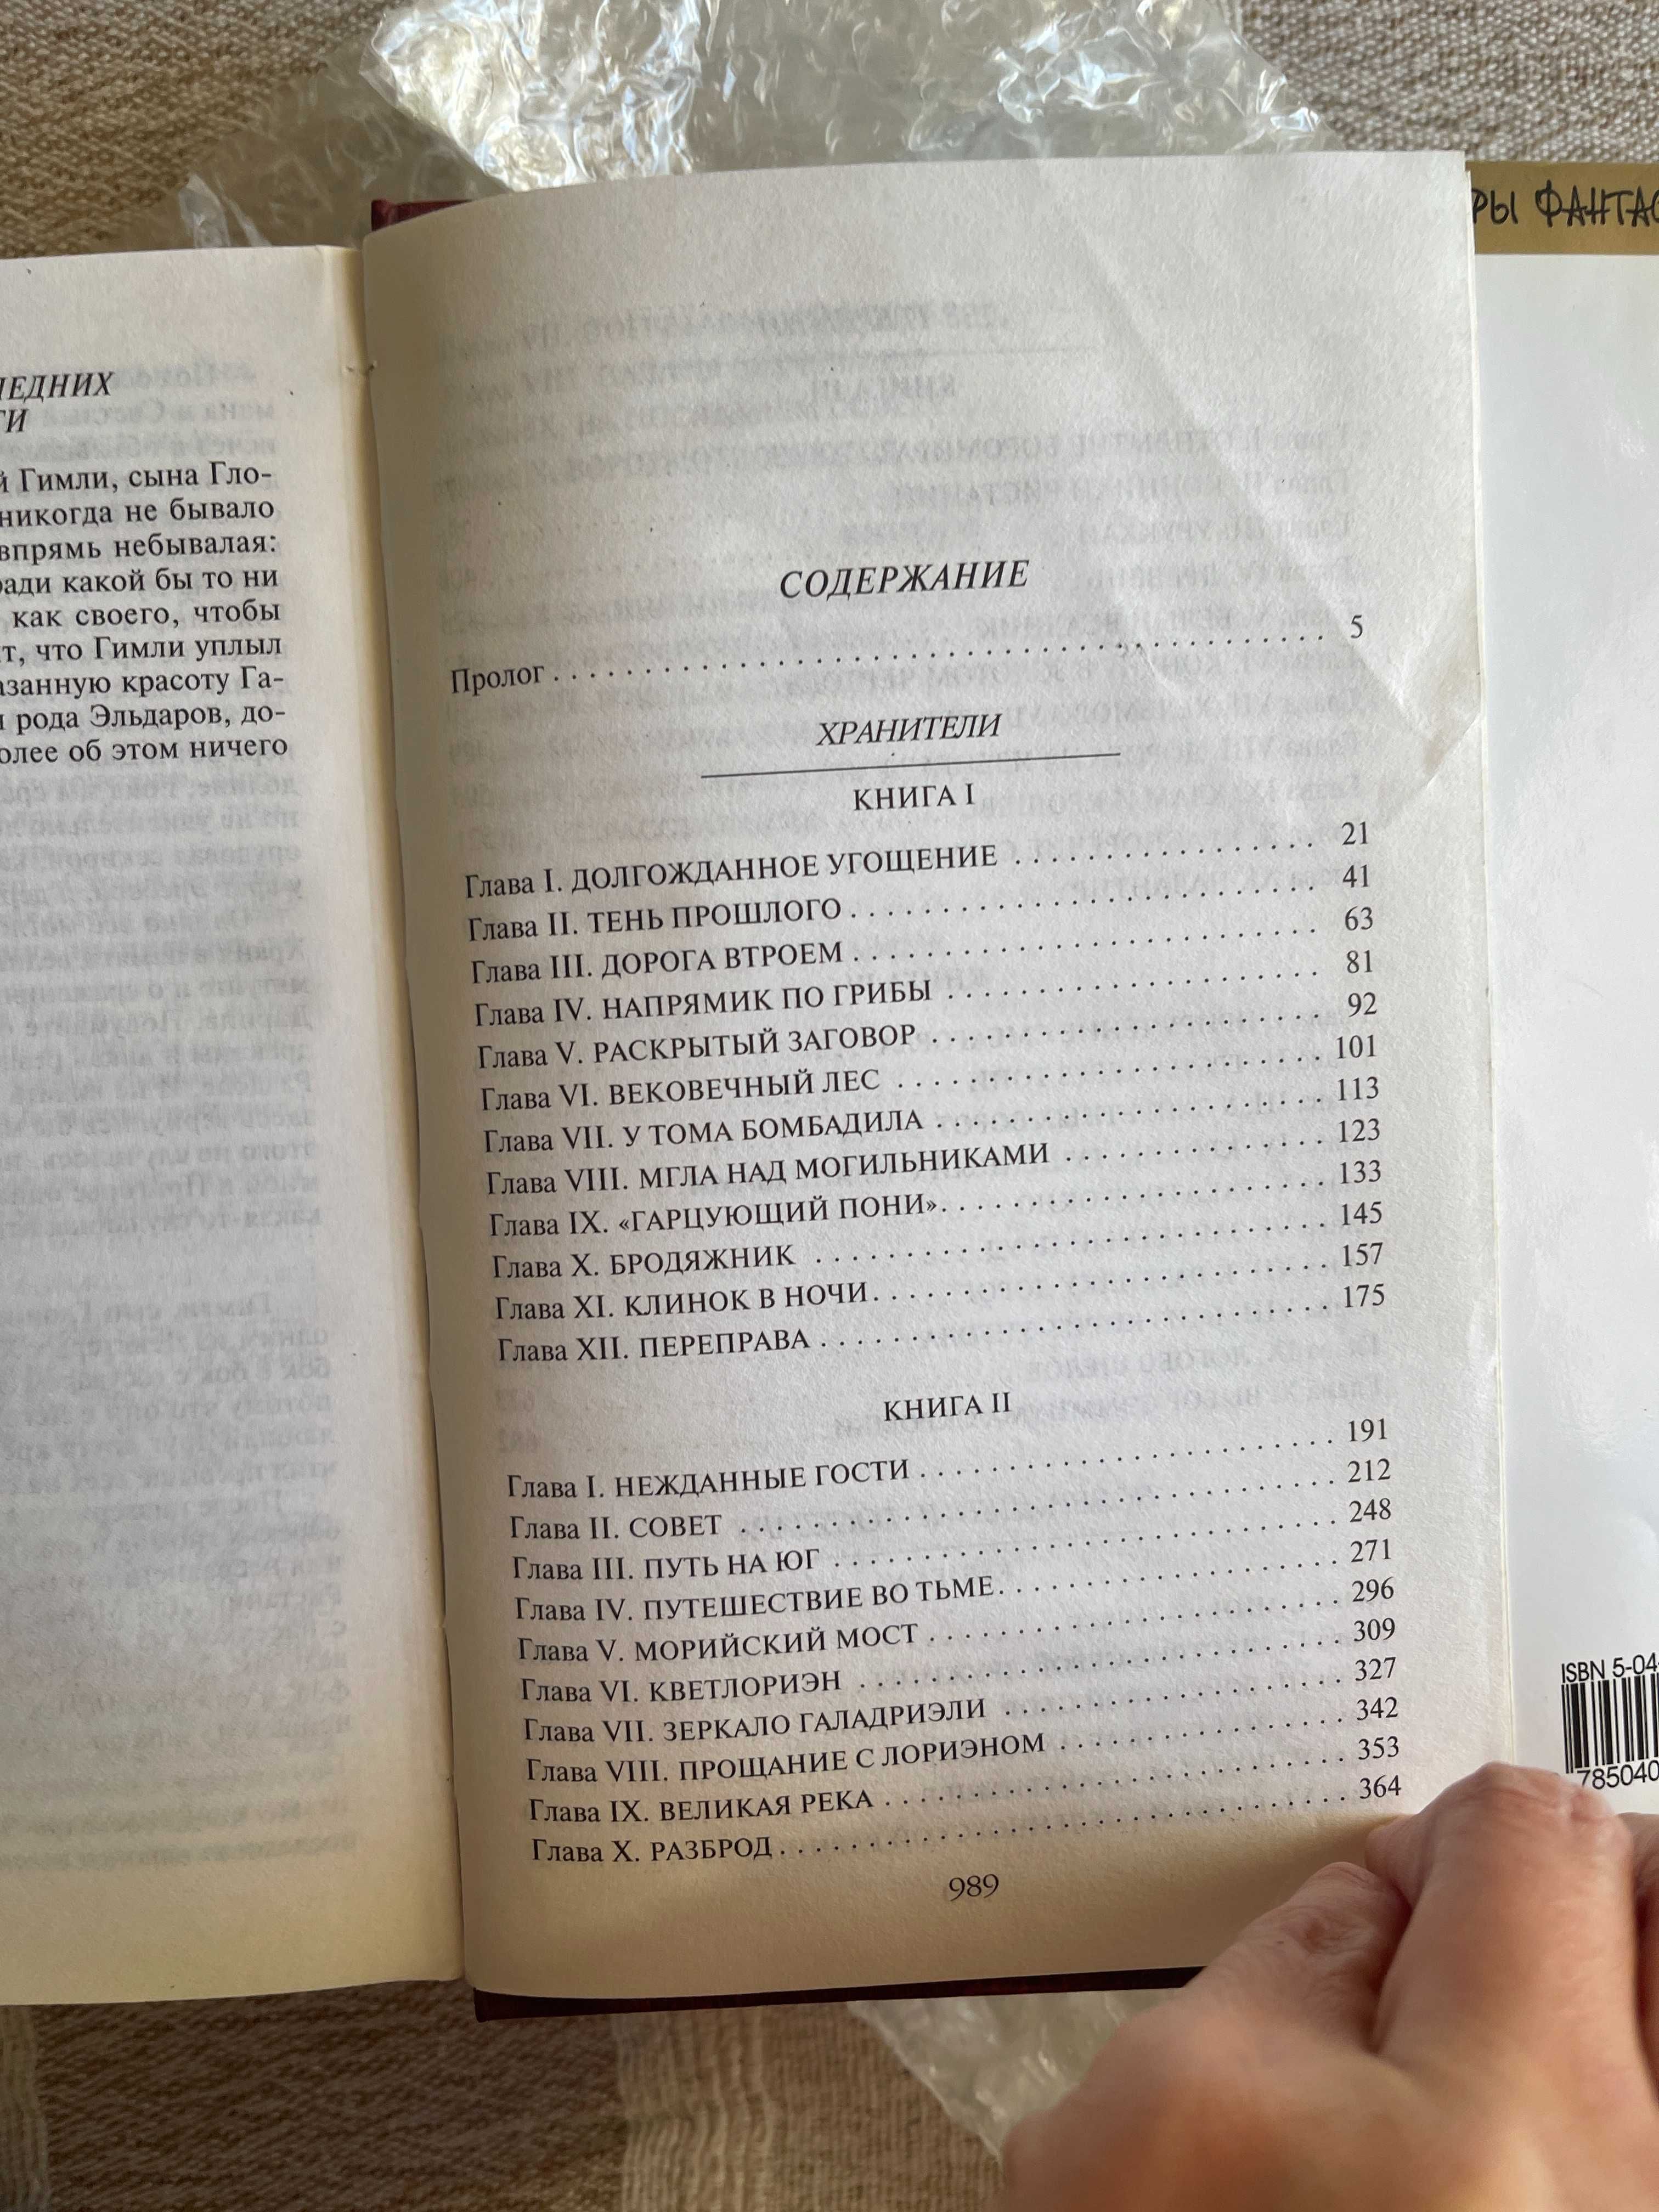 РЫ ФАНТАС
ЛЕДНИХ
ТИ
й Гимли, сына Гло-
никогда не бывало
впрямь небывалая:
ради какой бы то ни
как своего, чтобы
т, что Гимли уплыл
азанную красоту Га-
и рода Эльдаров, до-
олее об этом ничего
СОДЕРЖАНИЕ
Пролог . . . . . . . . . . 5
ХРАНИТЕЛИ
КНИГА I
Глава I. ДОЛГОЖДАННОЕ УГОЩЕНИЕ . . . . . . . . . . 21
Глава II. ТЕНЬ ПРОШЛОГО . . . . . . . . . . 41
Глава III. ДОРОГА ВТРОЕМ . . . . . . . . . . 63
Глава IV. НАПРЯМИК ПО ГРИБЫ . . . . . . . . . . 81
Глава V. РАСКРЫТЫЙ ЗАГОВОР . . . . . . . . . . 92
Глава VI. ВЕКОВЕЧНЫЙ ЛЕС . . . . . . . . . . 101
Глава VII. У ТОМА БОМБАДИЛА . . . . . . . . . . 113
Глава VIII. МГЛА НАД МОГИЛЬНИКАМИ . . . . . . . . . . 123
Глава IX. «ГАРЦУЮЩИЙ ПОНИ». . . . . . . . . . 133
Глава X. БРОДЯЖНИК . . . . . . . . . . 145
Глава XI. КЛИНОК В НОЧИ. . . . . . . . . . 157
Глава XII. ПЕРЕПРАВА . . . . . . . . . . 175
КНИГА II
Глава I. НЕЖДАННЫЕ ГОСТИ . . . . . . . . . . 191
Глава II. СОВЕТ . . . . . . . . . . 212
Глава III. ПУТЬ НА ЮГ . . . . . . . . . . 248
Глава IV. ПУТЕШЕСТВИЕ ВО ТЬМЕ. . . . . . . . . . 271
Глава V. МОРИЙСКИЙ МОСТ . . . . . . . . . . 296
Глава VI. КВЕТЛОРИЭН . . . . . . . . . . 309
Глава VII. ЗЕРКАЛО ГАЛАДРИЭЛИ . . . . . . . . . . 327
Глава VIII. ПРОЩАНИЕ С ЛОРИЭНОМ . . . . . . . . . . 342
Глава IX. ВЕЛИКАЯ РЕКА . . . . . . . . . . 353
Глава X. РАЗБРОД . . . . . . . . . . 364
989
ISBN 5-04-
785040